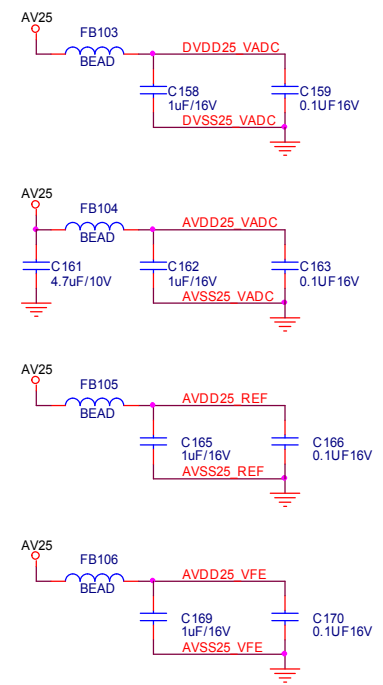 AV25
FB103
BEAD
DVDD25_VADC
C158
1uF/16V
C159
0.1UF16V
DVSS25_VADC
AV25
FB104
BEAD
AVDD25_VADC
C161
4.7uF/10V
C162
1uF/16V
C163
0.1UF16V
AVSS25_VADC
AV25
FB105
BEAD
AVDD25_REF
C165
1uF/16V
C166
0.1UF16V
AVSS25_REF
AV25
FB106
BEAD
AVDD25_VFE
C169
1uF/16V
C170
0.1UF16V
AVSS25_VFE